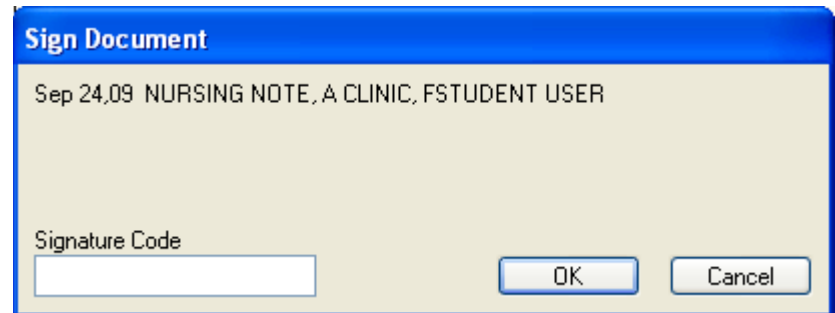 Sign Document
Sep 24,09 NURSING NOTE, A CLINIC, FSTUDENT USER
Signature Code
OK
Cancel